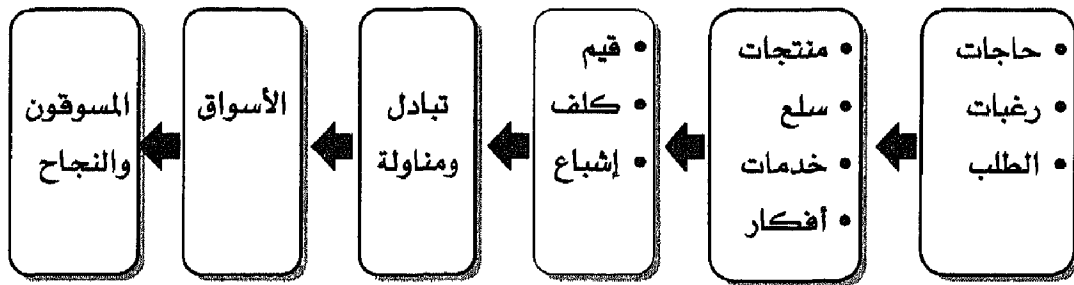 • حاجات
• رغبات
• الطلب
• منتجات
• سلع
• خدمات
• أفكار
• قيم
• كلف
• إشباع
تبادل
ومناولة
الأسواق
المسوقون
والنجاح